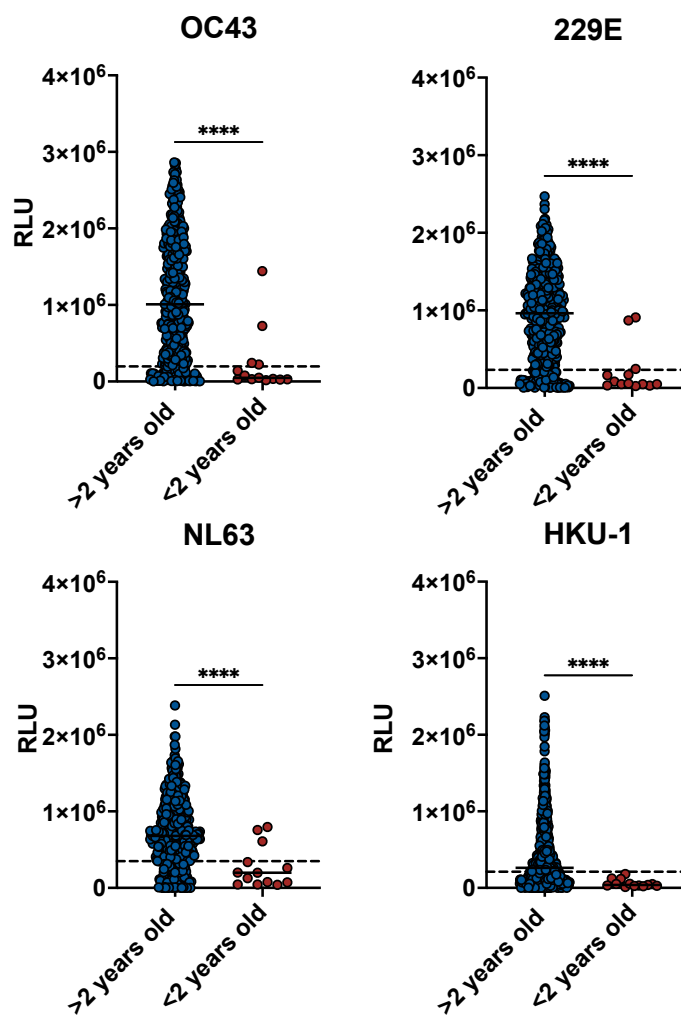 OC43
4×10⁶
3×10⁶
2×10⁶
1×10⁶
0
RLU
****
>2 years old
<2 years old
229E
4×10⁶
3×10⁶
2×10⁶
1×10⁶
0
****
>2 years old
<2 years old
NL63
4×10⁶
3×10⁶
2×10⁶
1×10⁶
0
RLU
****
>2 years old
<2 years old
HKU-1
4×10⁶
3×10⁶
2×10⁶
1×10⁶
0
RLU
****
>2 years old
<2 years old